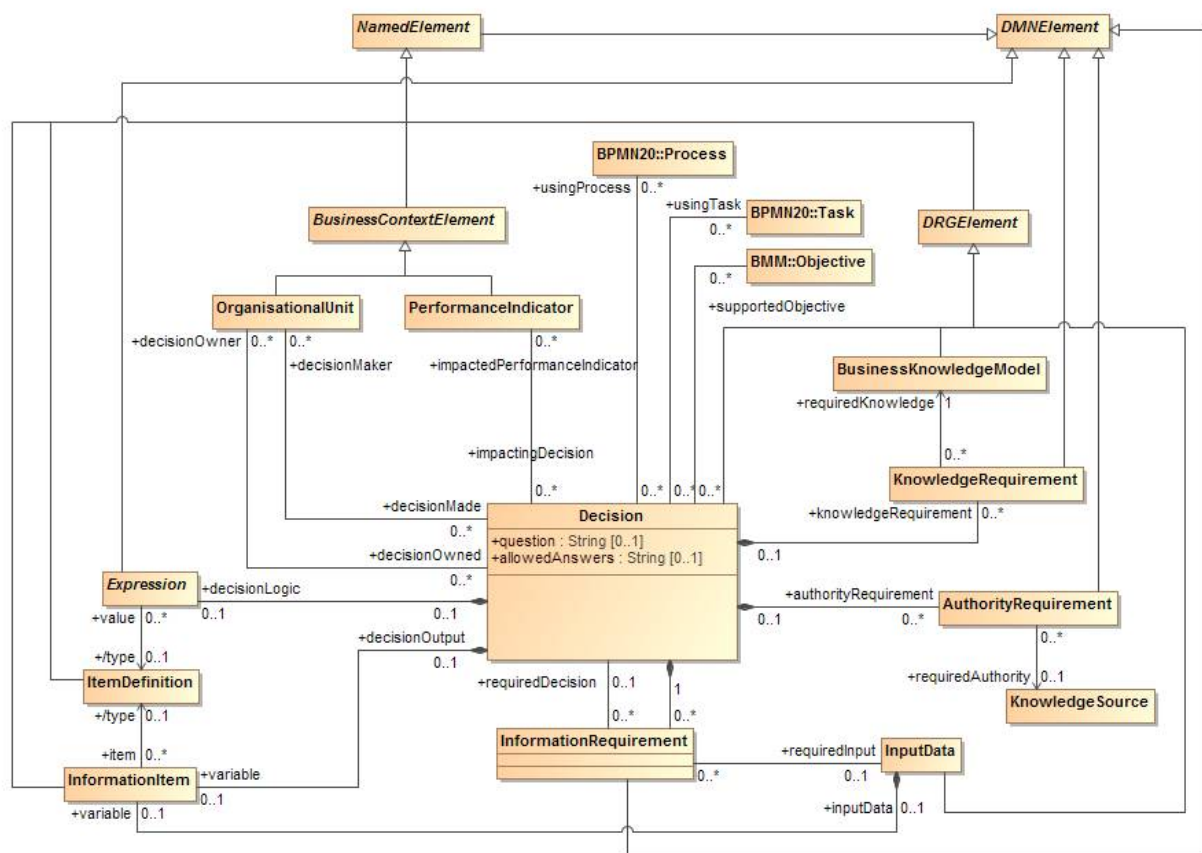 NamedElement
DMNElement
BPMN20::Process
+usingProcess 0..*
+usingTask
BPMN20::Task
0..*
BusinessContextElement
DRGElement
BMM::Objective
0..*
+supportedObjective
OrganisationalUnit
PerformanceIndicator
+decisionOwner 0..* 0..*
0..*
+decisionMaker
+impactedPerformanceIndicator
BusinessKnowledgeModel
+requiredKnowledge 1
+impactingDecision
0..*
KnowledgeRequirement
0..* 0..* 0..* 0..*
+decisionMade
0..*
Decision
+knowledgeRequirement 0..*
+question : String [0..1]
+allowedAnswers : String [0..1]
0..1
+decisionOwned
0..*
Expression
+decisionLogic
0..1
0..1
+authorityRequirement
0..1
0..*
AuthorityRequirement
+value 0..*
+decisionOutput
0..1
0..*
+/type 0..1
ItemDefinition
+requiredDecision 0..1
1
+requiredAuthority 0..1
KnowledgeSource
+/type 0..1
0..* 0..*
+item 0..*
InformationRequirement
+requiredInput
InputData
InformationItem
+variable
0..1
0..*
0..1
+variable 0..1
+inputData 0..1